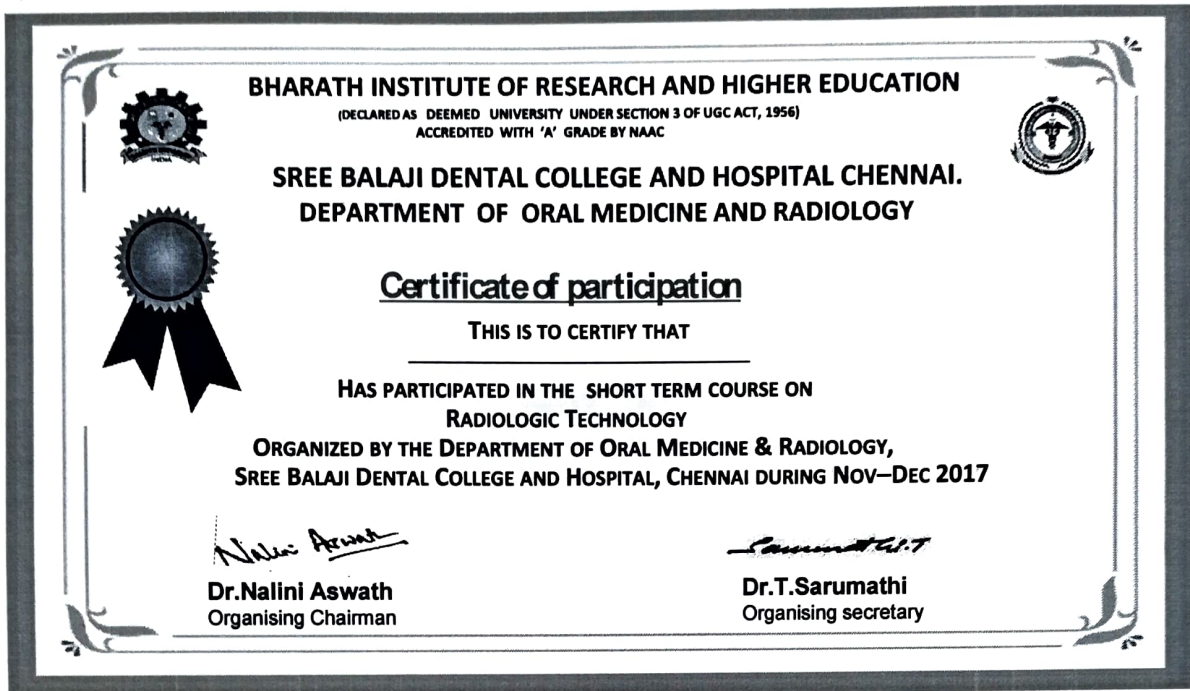 BHARATH INSTITUTE OF RESEARCH AND HIGHER EDUCATION
(DECLARED AS DEEMED UNIVERSITY UNDER SECTION 3 OF UGC ACT, 1956)
ACCREDITED WITH 'A' GRADE BY NAAC
SREE BALAJI DENTAL COLLEGE AND HOSPITAL CHENNAI.
DEPARTMENT OF ORAL MEDICINE AND RADIOLOGY
Certificate of participation
THIS IS TO CERTIFY THAT
HAS PARTICIPATED IN THE SHORT TERM COURSE ON
RADIOLOGIC TECHNOLOGY
ORGANIZED BY THE DEPARTMENT OF ORAL MEDICINE & RADIOLOGY,
SREE BALAJI DENTAL COLLEGE AND HOSPITAL, CHENNAI DURING NOV–DEC 2017
Nalini Aswath
Dr.Nalini Aswath
Organising Chairman
Dr.T.Sarumathi
Organising secretary